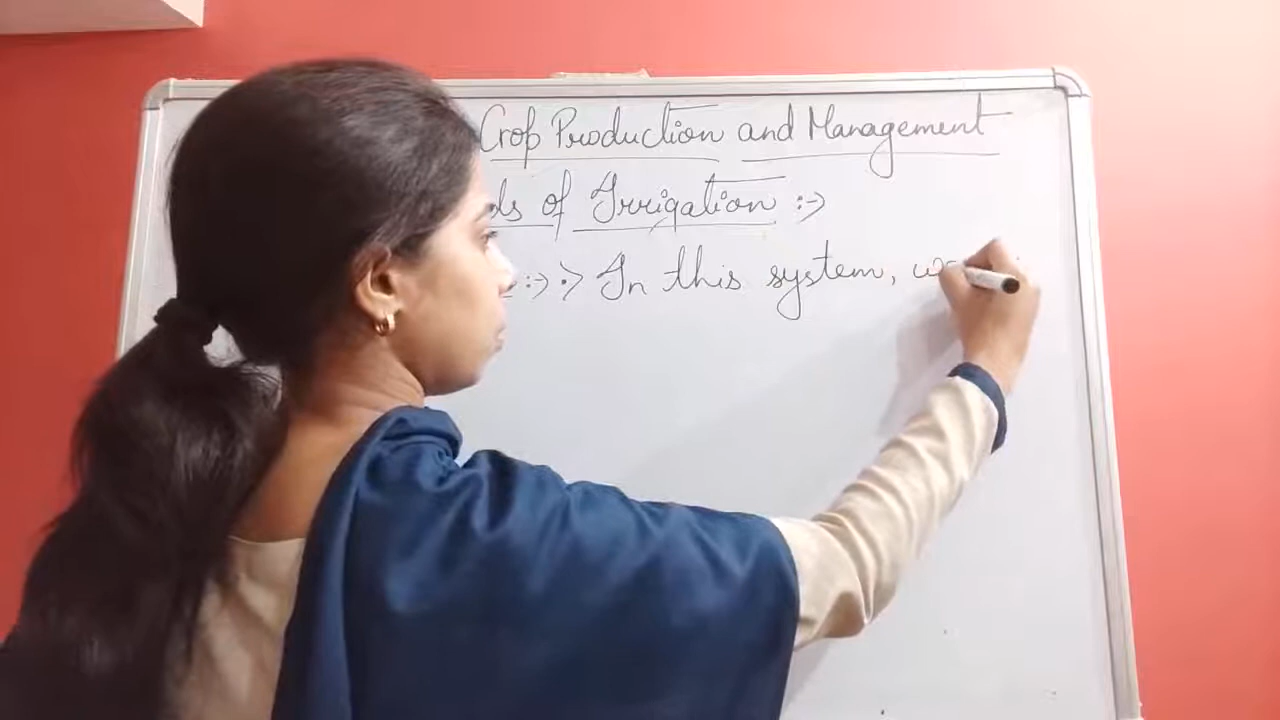 Crop Production and Management
ds of Irrigation :->
:-> •> In this system,